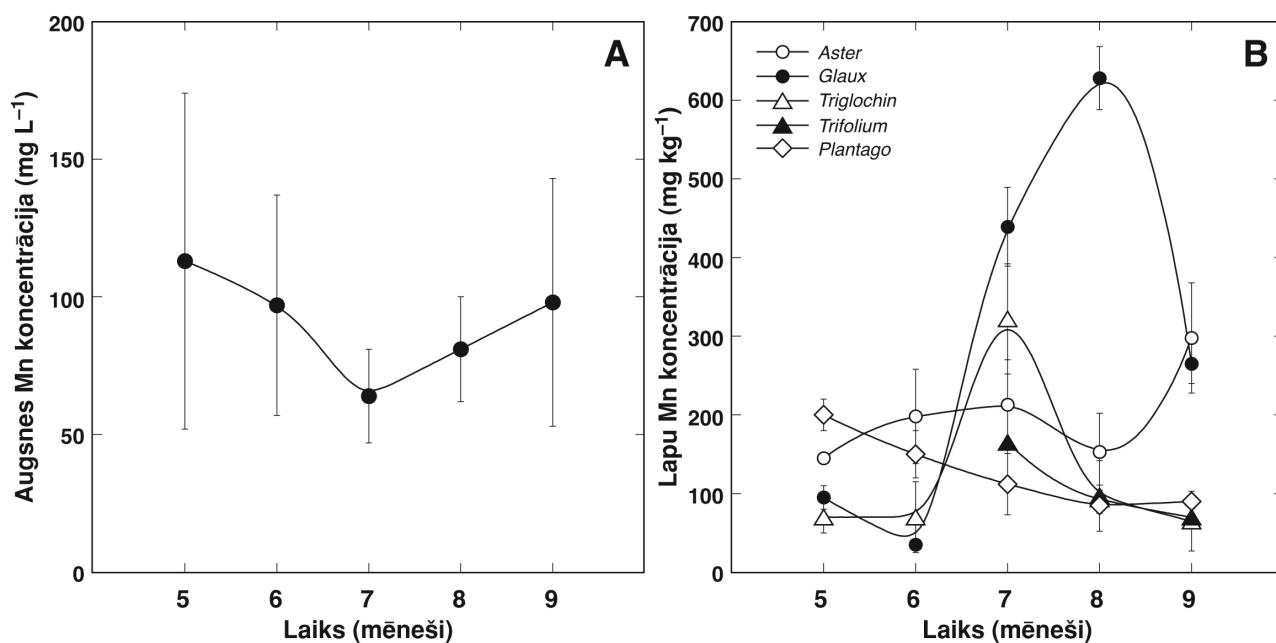 A
Augsnes Mn koncentrācija (mg L⁻¹)
200
150
100
50
0
5 6 7 8 9
Laiks (mēneši)
B
Lapu Mn koncentrācija (mg kg⁻¹)
700
600
500
400
300
200
100
0
Aster
Glaux
Triglochin
Trifolium
Plantago
5 6 7 8 9
Laiks (mēneši)